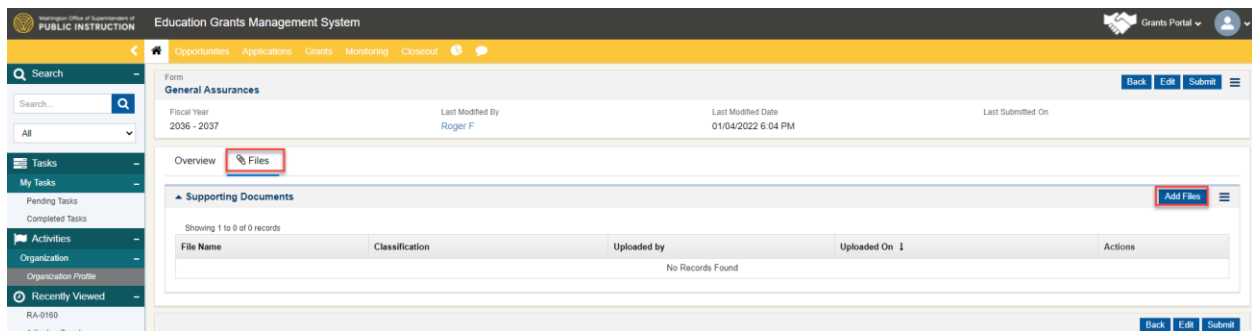 Washington Office of Superintendent of
PUBLIC INSTRUCTION
Education Grants Management System
Grants Portal
Opportunities Applications Grants Monitoring Closeout
Search
Search...
All
Tasks
My Tasks
Pending Tasks
Completed Tasks
Activities
Organization
Organization Profile
Recently Viewed
RA-0160
Form
General Assurances
Back Edit Submit
Fiscal Year
2036 - 2037
Last Modified By
Roger F
Last Modified Date
01/04/2022 6:04 PM
Last Submitted On
Overview Files
Supporting Documents
Add Files
Showing 1 to 0 of 0 records
File Name Classification Uploaded by Uploaded On Actions
No Records Found
Back Edit Submit